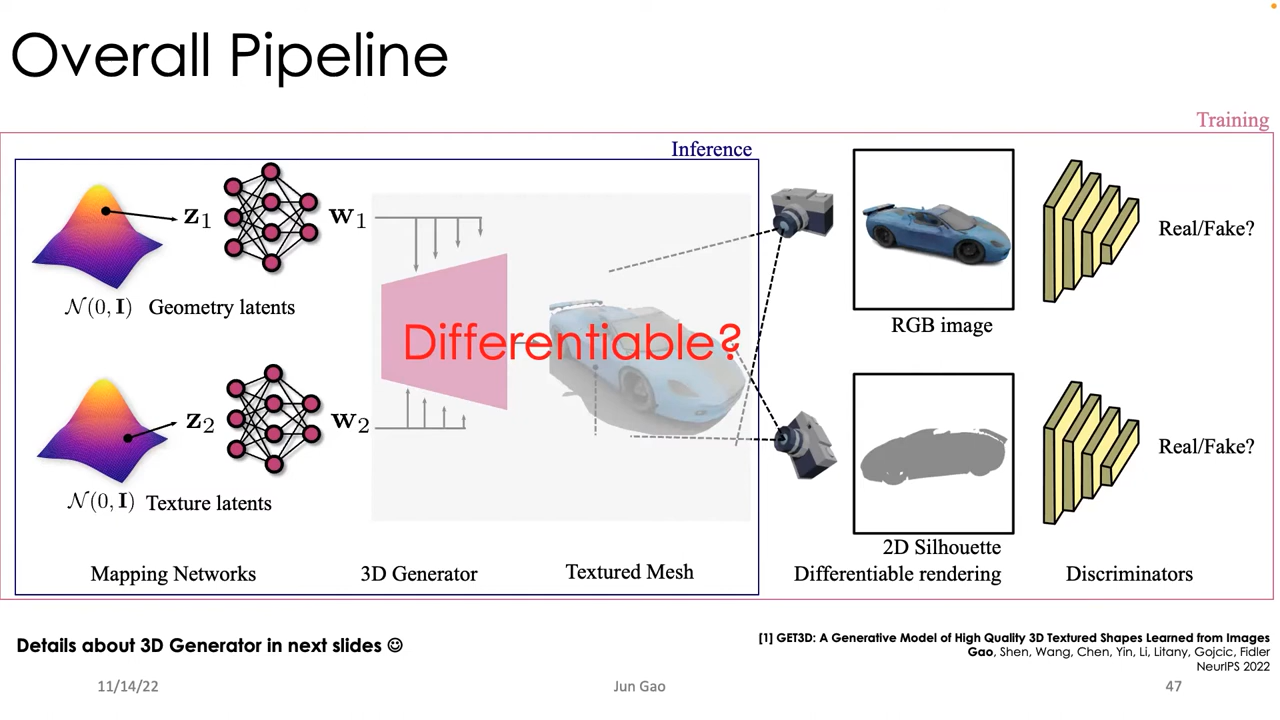 Overall Pipeline
Training
Inference
z₁
w₁
Real/Fake?
N(0, I) Geometry latents
RGB image
Differentiable?
z₂
w₂
Real/Fake?
N(0, I) Texture latents
2D Silhouette
Mapping Networks
3D Generator
Textured Mesh
Differentiable rendering
Discriminators
Details about 3D Generator in next slides ☺
[1] GET3D: A Generative Model of High Quality 3D Textured Shapes Learned from Images
Gao, Shen, Wang, Chen, Yin, Li, Litany, Gojcic, Fidler
NeurIPS 2022
11/14/22
Jun Gao
47